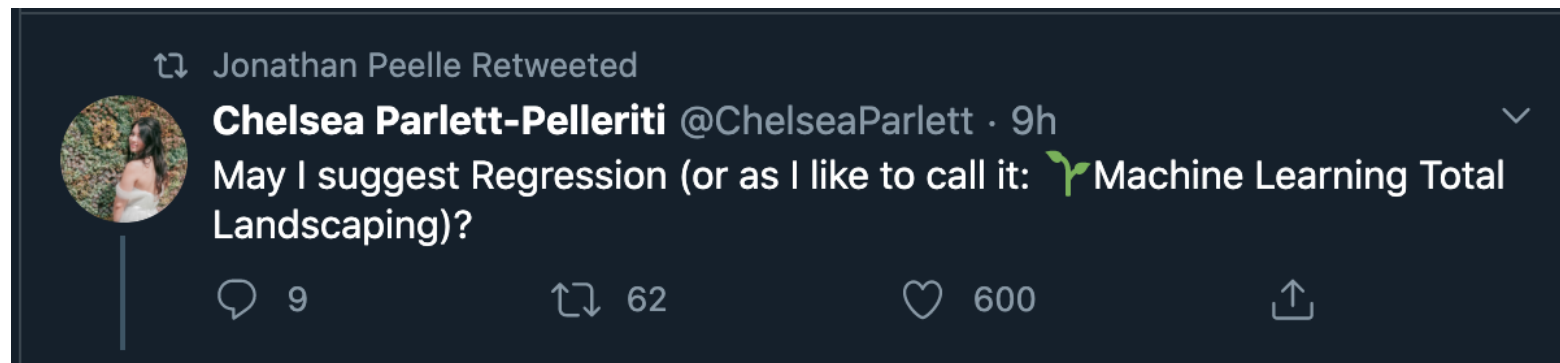 Jonathan Peelle Retweeted
Chelsea Parlett-Pelleriti @ChelseaParlett · 9h
May I suggest Regression (or as I like to call it: 🌱Machine Learning Total
Landscaping)?
9 62 600